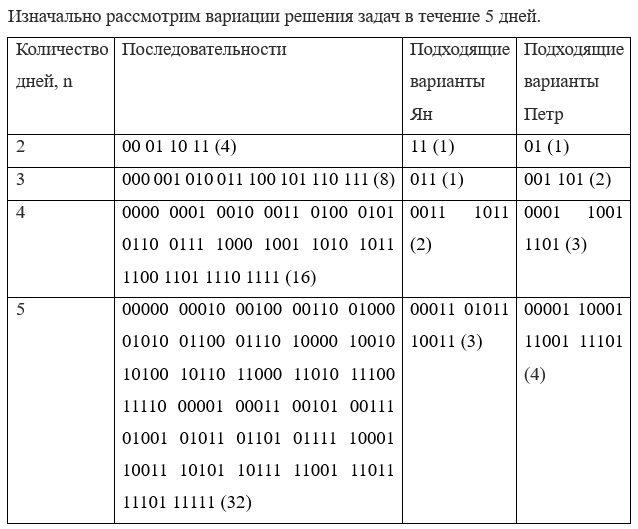 Изначально рассмотрим вариации решения задач в течение 5 дней.
Количество дней, n
Последовательности
Подходящие варианты Ян
Подходящие варианты Петр
2
00 01 10 11 (4)
11 (1)
01 (1)
3
000 001 010 011 100 101 110 111 (8)
011 (1)
001 101 (2)
4
0000 0001 0010 0011 0100 0101
0110 0111 1000 1001 1010 1011
1100 1101 1110 1111 (16)
0011 1011
(2)
0001 1001
1101 (3)
5
00000 00010 00100 00110 01000
01010 01100 01110 10000 10010
10100 10110 11000 11010 11100
11110 00001 00011 00101 00111
01001 01011 01101 01111 10001
10011 10101 10111 11001 11011
11101 11111 (32)
00011 01011
10011 (3)
00001 10001
11001 11101
(4)